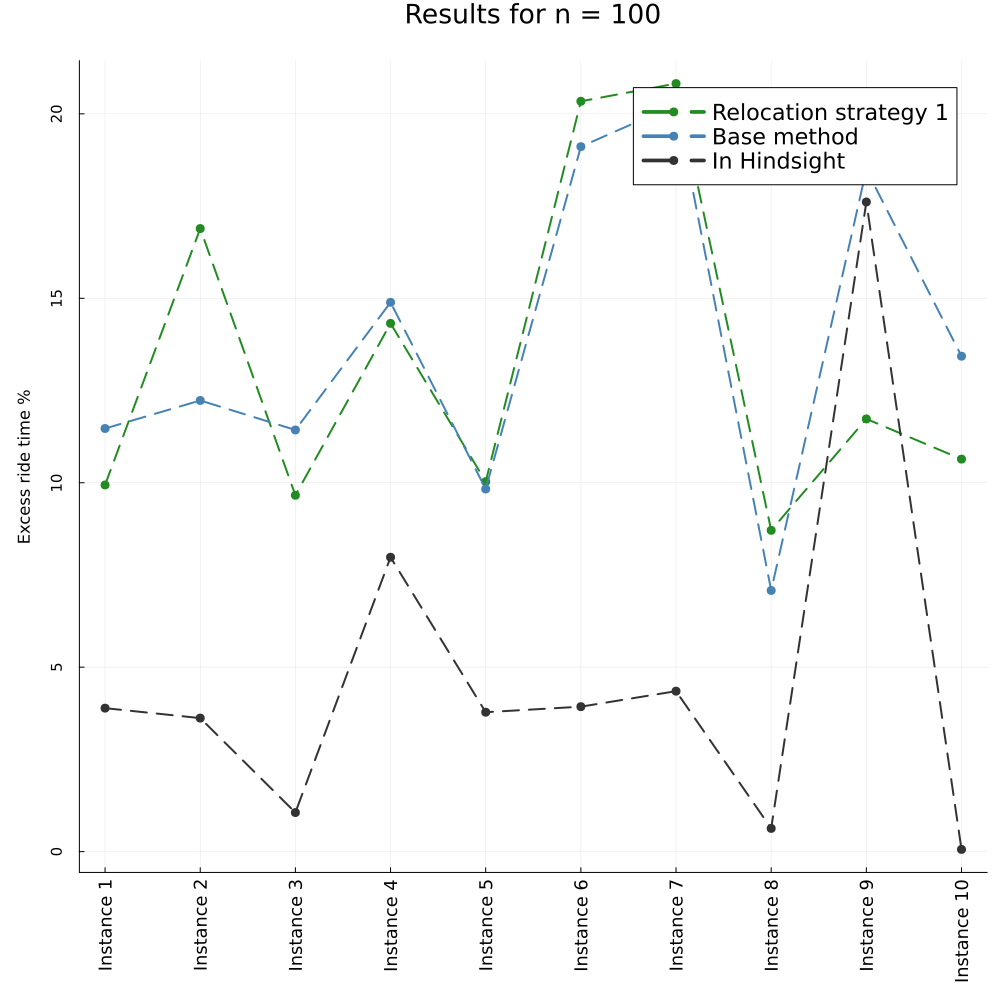 Results for n = 100
Relocation strategy 1
Base method
In Hindsight
Excess ride time %
20
15
10
5
0
Instance 1
Instance 2
Instance 3
Instance 4
Instance 5
Instance 6
Instance 7
Instance 8
Instance 9
Instance 10